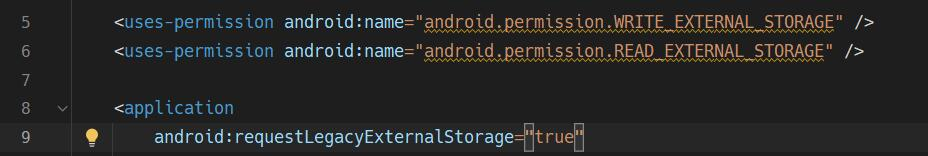 5 <uses-permission android:name="android.permission.WRITE_EXTERNAL_STORAGE" />
6 <uses-permission android:name="android.permission.READ_EXTERNAL_STORAGE" />
7
8 <application
9 android:requestLegacyExternalStorage="true"